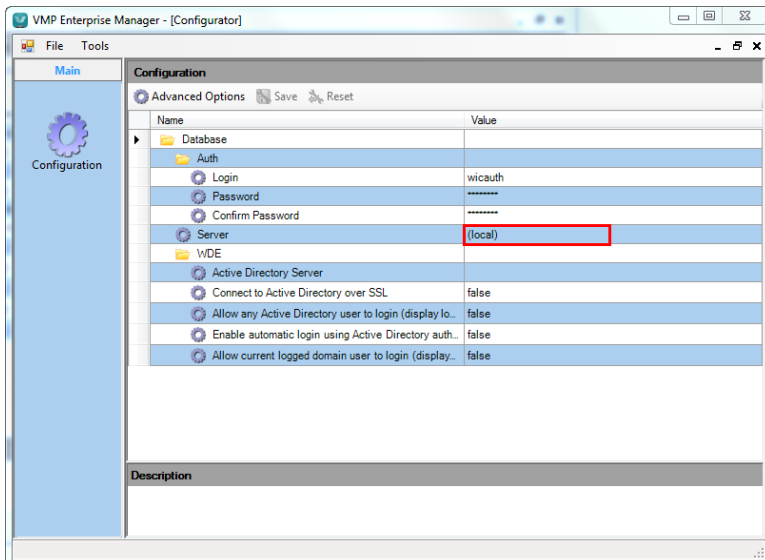 VMP Enterprise Manager - [Configurator]
File Tools
Main
Configuration
Configuration
Advanced Options Save Reset
Name Value
Database
Auth
Login wicauth
Password ********
Confirm Password ********
Server (local)
WDE
Active Directory Server
Connect to Active Directory over SSL false
Allow any Active Directory user to login (display lo... false
Enable automatic login using Active Directory auth... false
Allow current logged domain user to login (display... false
Description